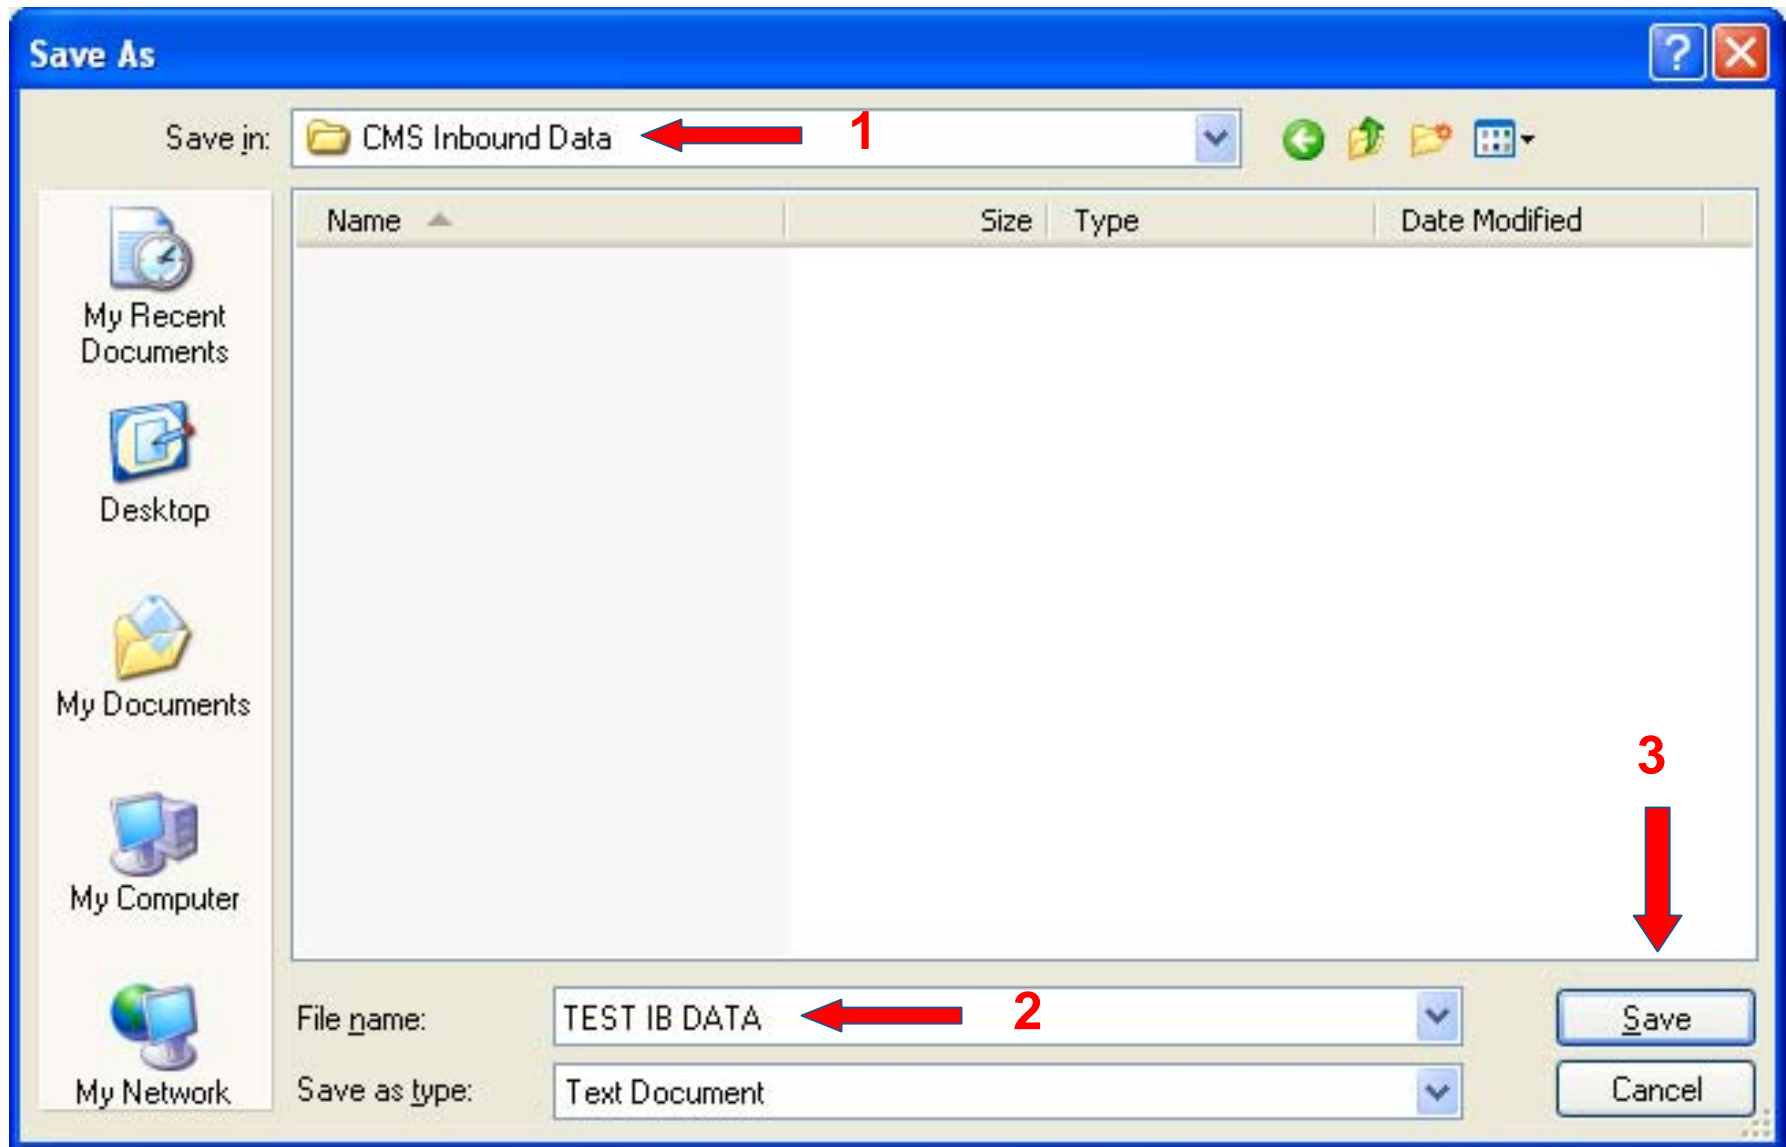 Save As
Save in:
CMS Inbound Data
1
Name
Size
Type
Date Modified
My Recent
Documents
Desktop
My Documents
My Computer
My Network
3
File name:
TEST IB DATA
2
Save
Save as type:
Text Document
Cancel